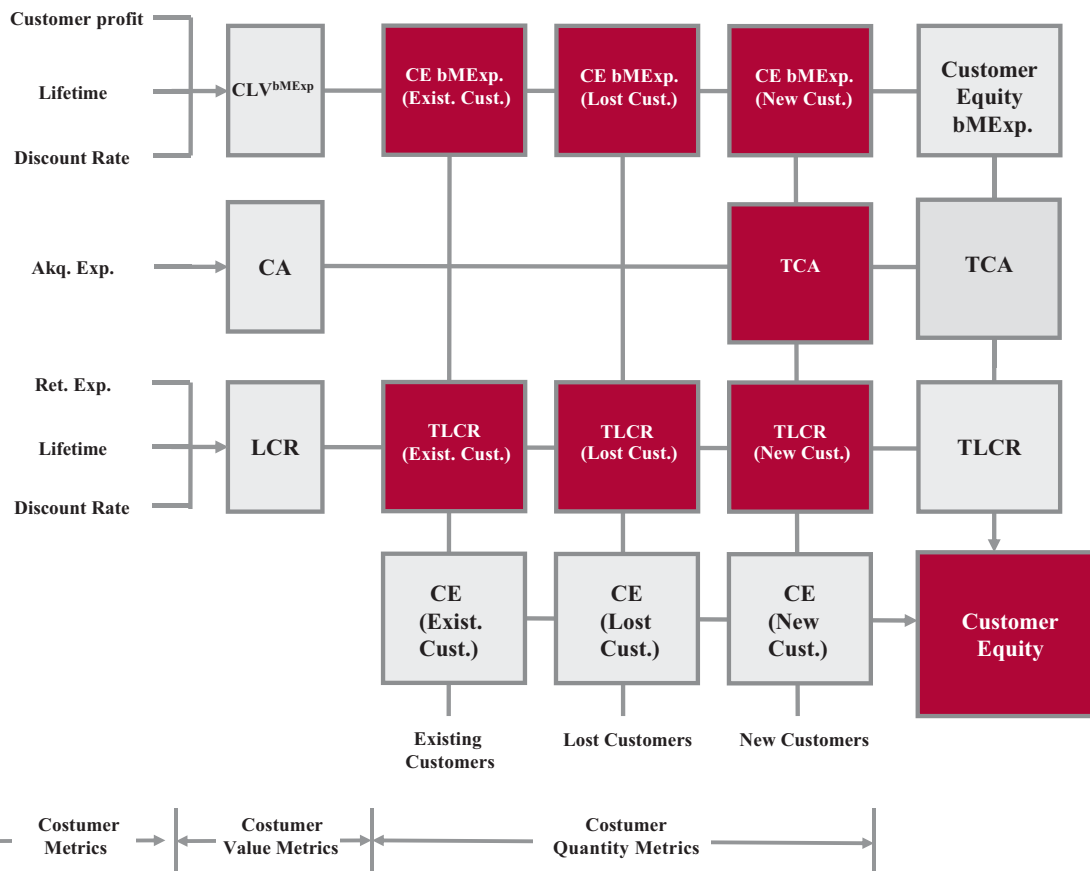 Customer profit
Lifetime
Discount Rate
CLVbMExp
CE bMExp.
(Exist. Cust.)
CE bMExp.
(Lost Cust.)
CE bMExp.
(New Cust.)
Customer
Equity
bMExp.
Akq. Exp.
CA
TCA
TCA
Ret. Exp.
Lifetime
Discount Rate
LCR
TLCR
(Exist. Cust.)
TLCR
(Lost Cust.)
TLCR
(New Cust.)
TLCR
CE
(Exist.
Cust.)
CE
(Lost
Cust.)
CE
(New
Cust.)
Customer
Equity
Existing
Customers
Lost Customers
New Customers
Costumer
Metrics
Costumer
Value Metrics
Costumer
Quantity Metrics